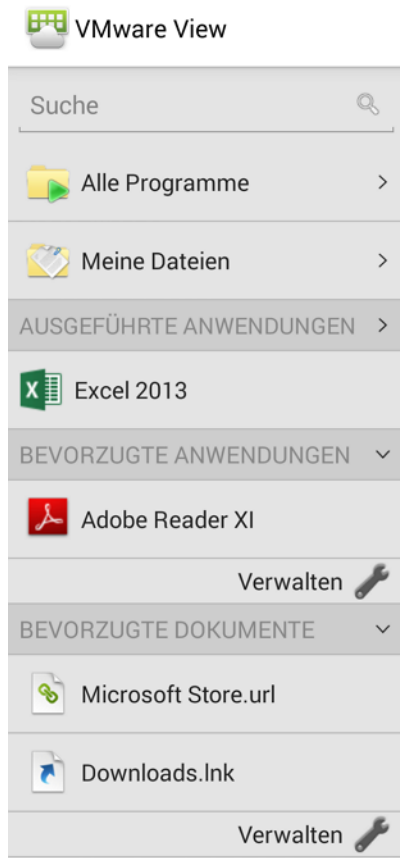 VMware View
Suche
Alle Programme
Meine Dateien
AUSGEFÜHRTE ANWENDUNGEN
Excel 2013
BEVORZUGTE ANWENDUNGEN
Adobe Reader XI
Verwalten
BEVORZUGTE DOKUMENTE
Microsoft Store.url
Downloads.lnk
Verwalten